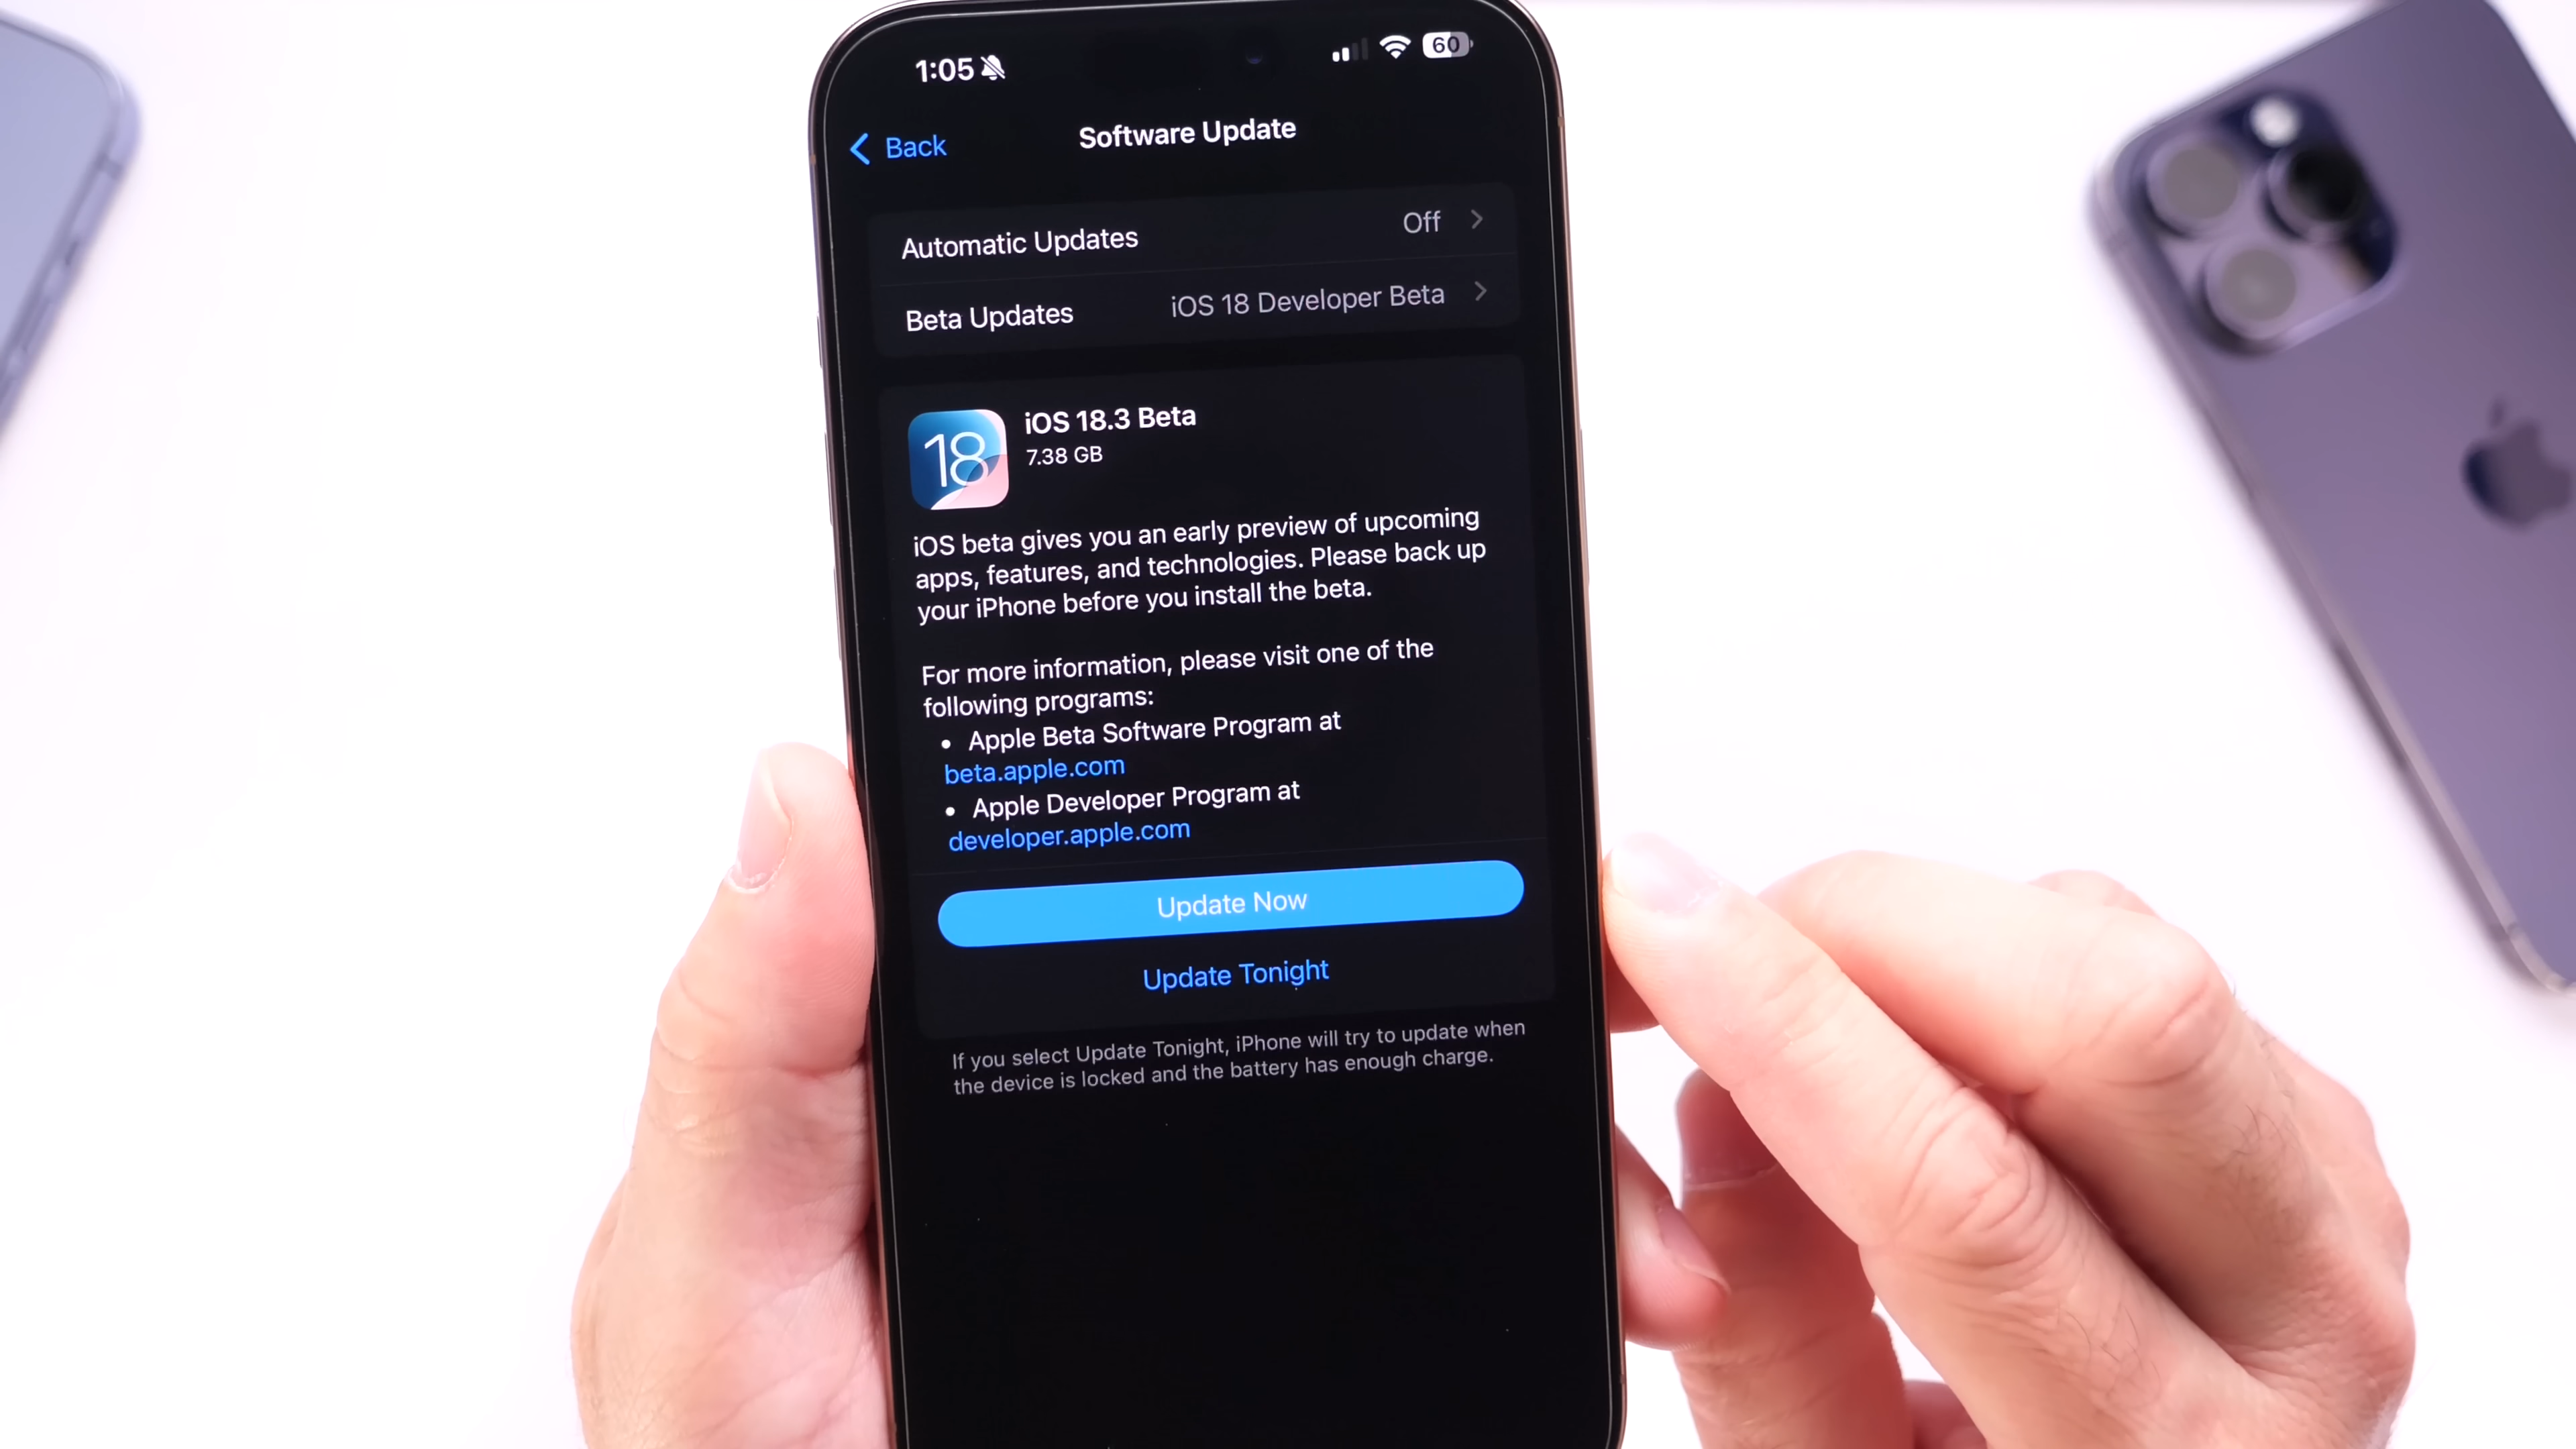 1:05
60
Back
Software Update
Automatic Updates Off
Beta Updates iOS 18 Developer Beta
18
iOS 18.3 Beta
7.38 GB
iOS beta gives you an early preview of upcoming
apps, features, and technologies. Please back up
your iPhone before you install the beta.
For more information, please visit one of the
following programs:
• Apple Beta Software Program at
beta.apple.com
• Apple Developer Program at
developer.apple.com
Update Now
Update Tonight
If you select Update Tonight, iPhone will try to update when
the device is locked and the battery has enough charge.